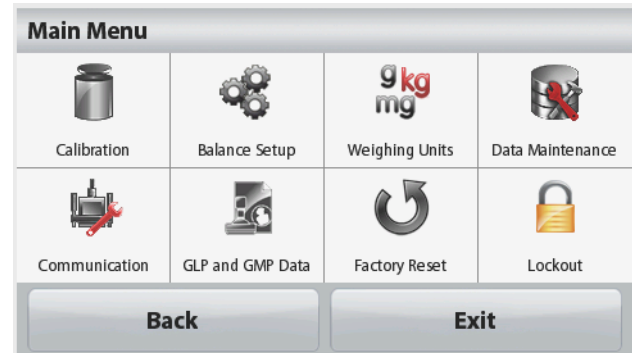 Main Menu
g kg
mg
Calibration Balance Setup Weighing Units Data Maintenance
Communication GLP and GMP Data Factory Reset Lockout
Back Exit